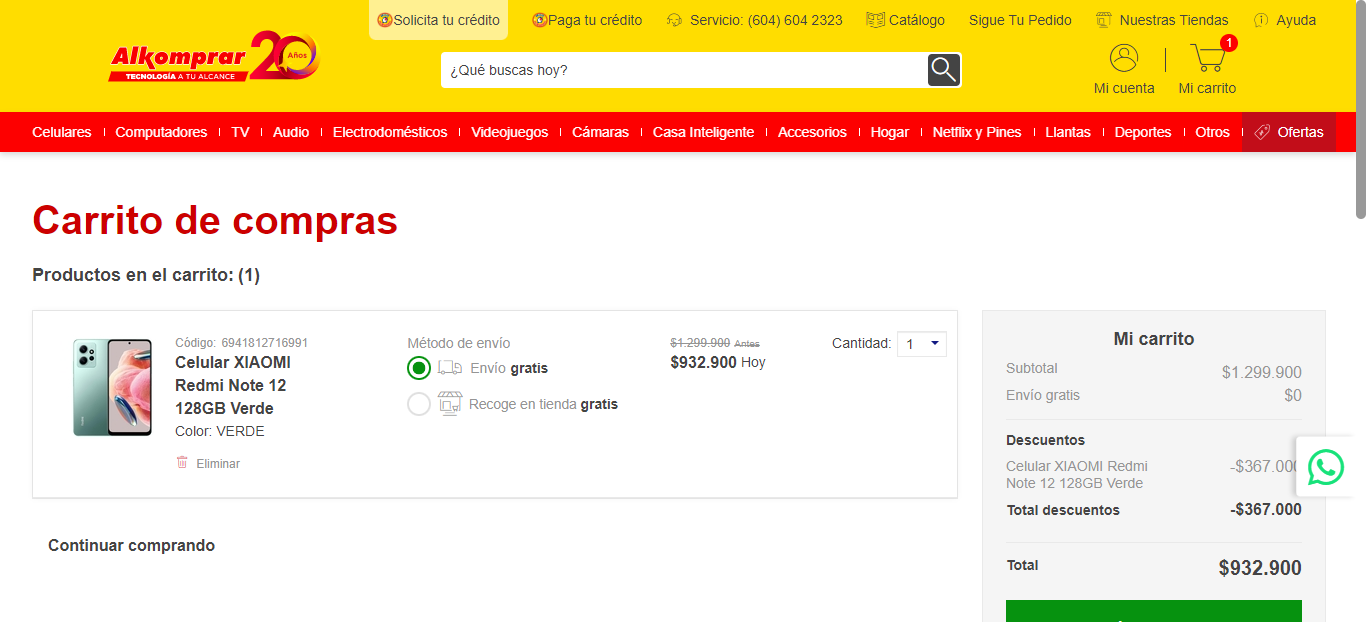 Solicita tu crédito
Paga tu crédito
Servicio: (604) 604 2323
Catálogo
Sigue Tu Pedido
Nuestras Tiendas
Ayuda
Alkomprar 20 Años
TECNOLOGÍA A TU ALCANCE
¿Qué buscas hoy?
Mi cuenta
1
Mi carrito
Celulares
Computadores
TV
Audio
Electrodomésticos
Videojuegos
Cámaras
Casa Inteligente
Accesorios
Hogar
Netflix y Pines
Llantas
Deportes
Otros
Ofertas
Carrito de compras
Productos en el carrito: (1)
Código: 6941812716991
Celular XIAOMI
Redmi Note 12
128GB Verde
Color: VERDE
Eliminar
Método de envío
Envío gratis
Recoge en tienda gratis
$1.299.900 Antes
$932.900 Hoy
Cantidad: 1
Continuar comprando
Mi carrito
Subtotal $1.299.900
Envío gratis $0
Descuentos
Celular XIAOMI Redmi -$367.000
Note 12 128GB Verde
Total descuentos -$367.000
Total $932.900